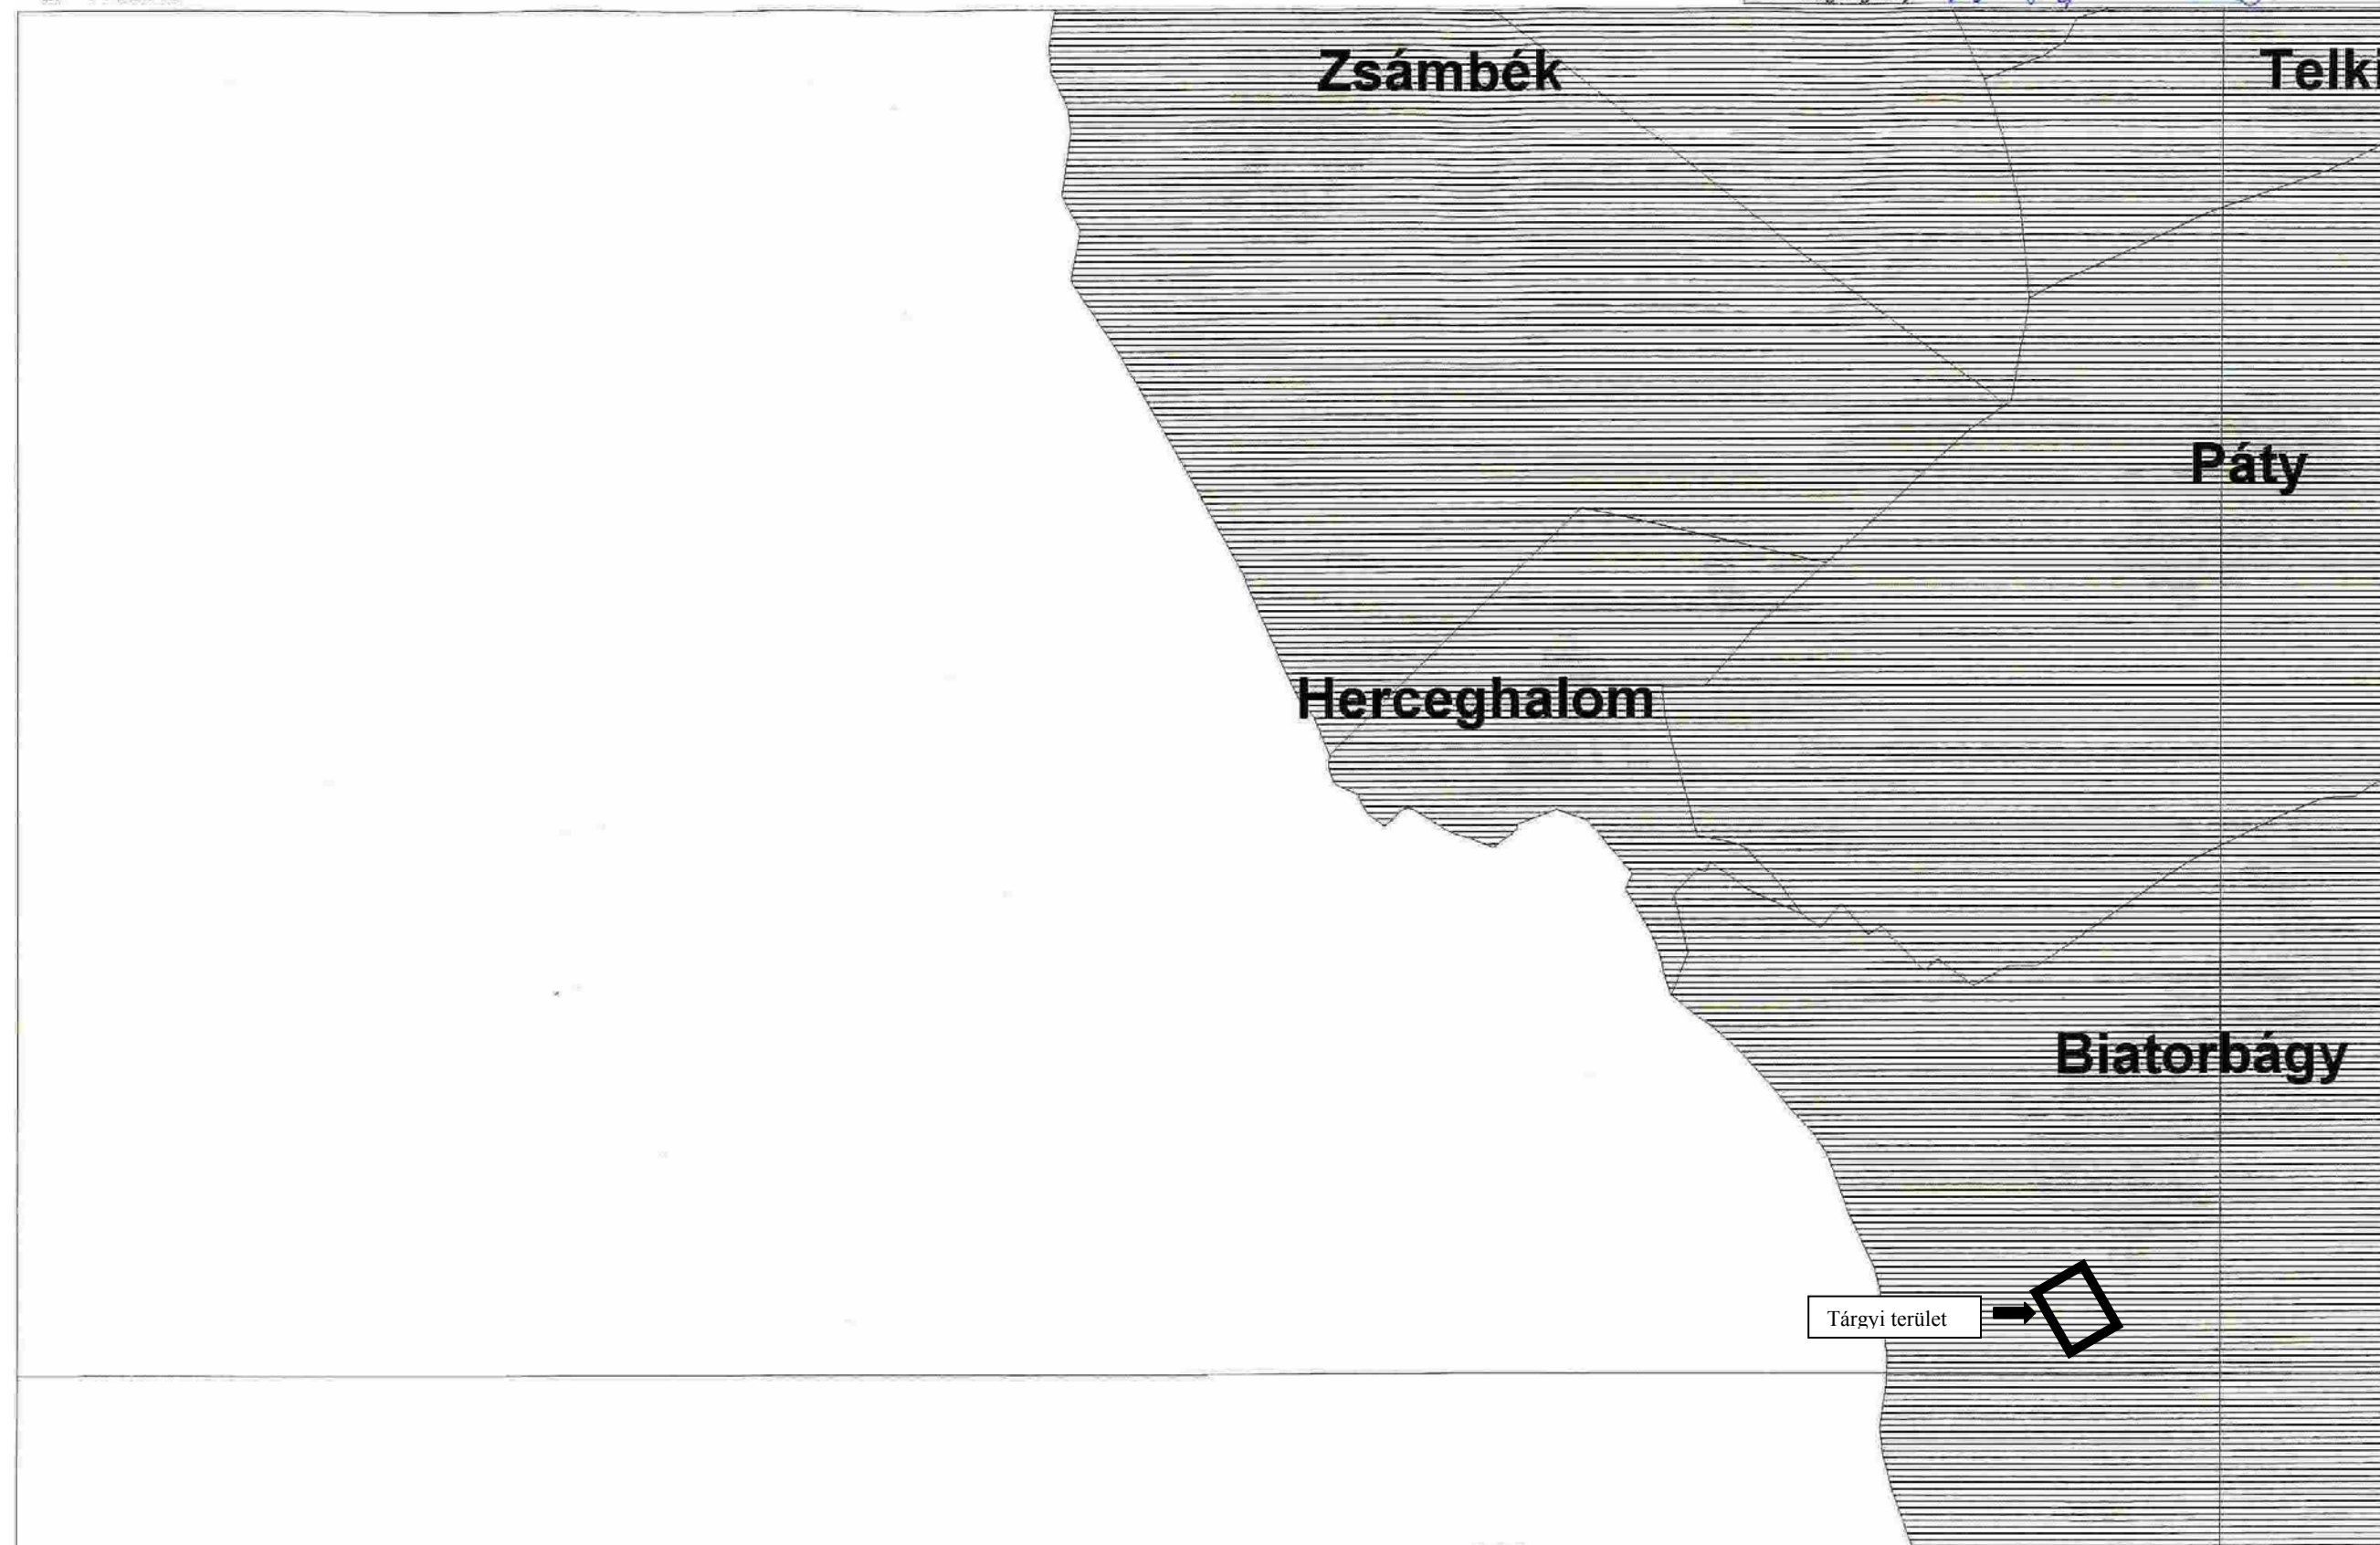 Zsámbék
Telki
Páty
Herceghalom
Biatorbágy
Tárgyi terület